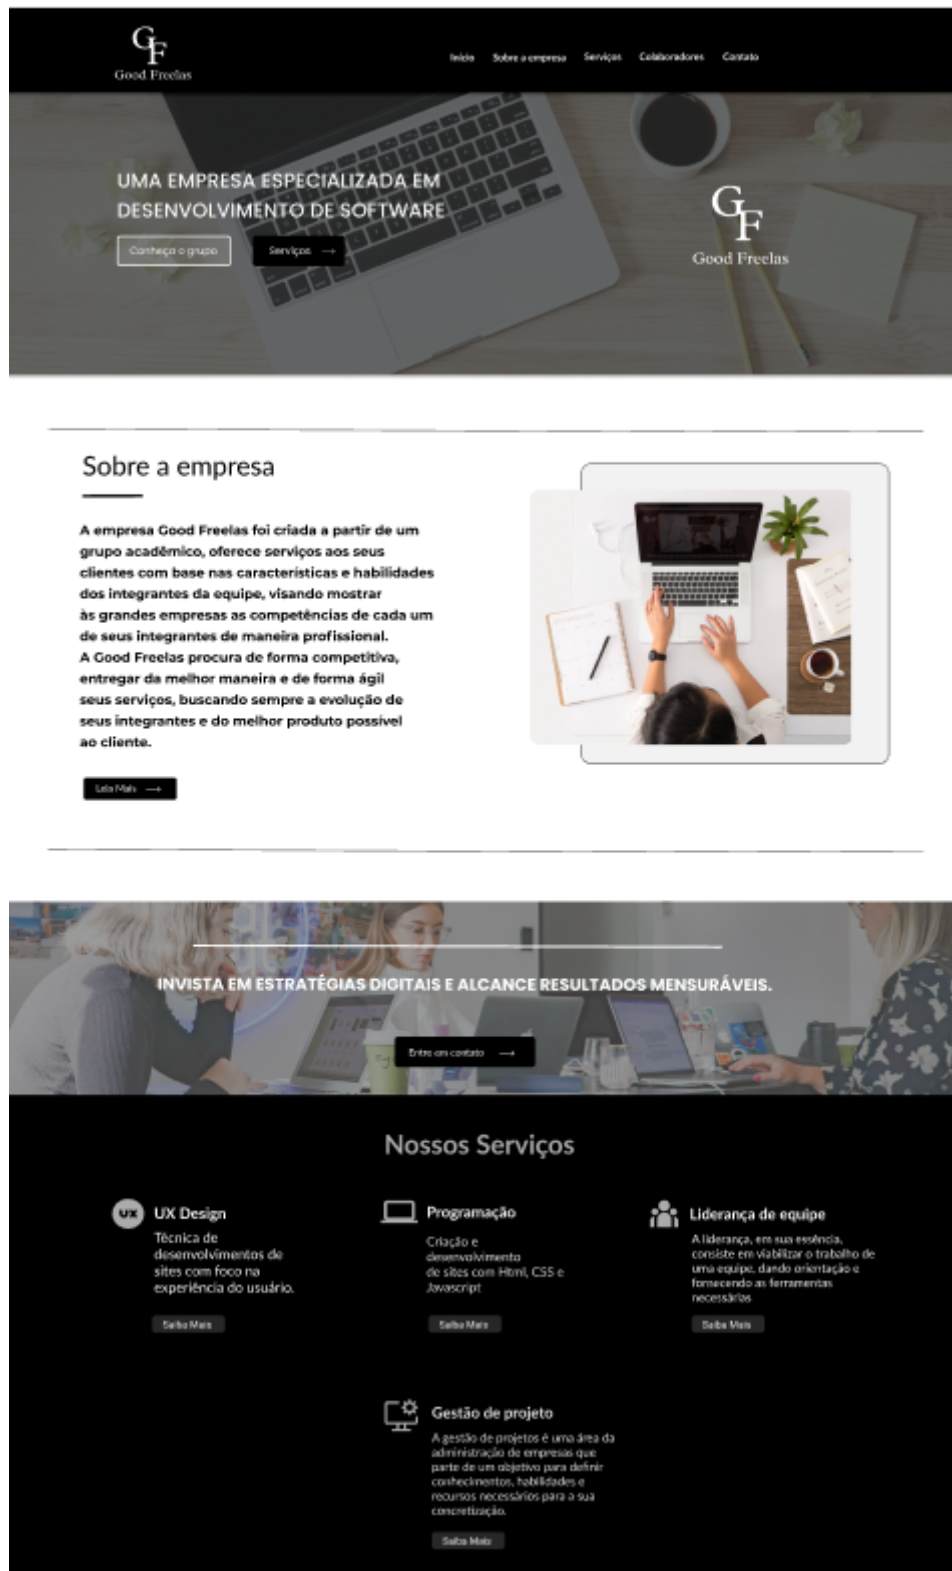 GF
Good Freelas
Início Sobre a empresa Serviços Colaboradores Contato
UMA EMPRESA ESPECIALIZADA EM
DESENVOLVIMENTO DE SOFTWARE
Conheça o grupo Serviços →
GF
Good Freelas
Sobre a empresa
A empresa Good Freelas foi criada a partir de um
grupo acadêmico, oferece serviços aos seus
clientes com base nas características e habilidades
dos integrantes da equipe, visando mostrar
às grandes empresas as competências de cada um
de seus integrantes de maneira profissional.
A Good Freelas procura de forma competitiva,
entregar da melhor maneira e de forma ágil
seus serviços, buscando sempre a evolução de
seus integrantes e do melhor produto possível
ao cliente.
Leia Mais →
INVISTA EM ESTRATÉGIAS DIGITAIS E ALCANCE RESULTADOS MENSURÁVEIS.
Entre em contato →
Nossos Serviços
UX UX Design
Técnica de
desenvolvimentos de
sites com foco na
experiência do usuário.
Saiba Mais
Programação
Criação e
desenvolvimento
de sites com Html, CSS e
Javascript
Saiba Mais
Liderança de equipe
A liderança, em sua essência,
consiste em viabilizar o trabalho de
uma equipe, dando orientação e
fornecendo as ferramentas
necessárias
Saiba Mais
Gestão de projeto
A gestão de projetos é uma área da
administração de empresas que
parte de um objetivo para definir
conhecimentos, habilidades e
recursos necessários para a sua
concretização.
Saiba Mais